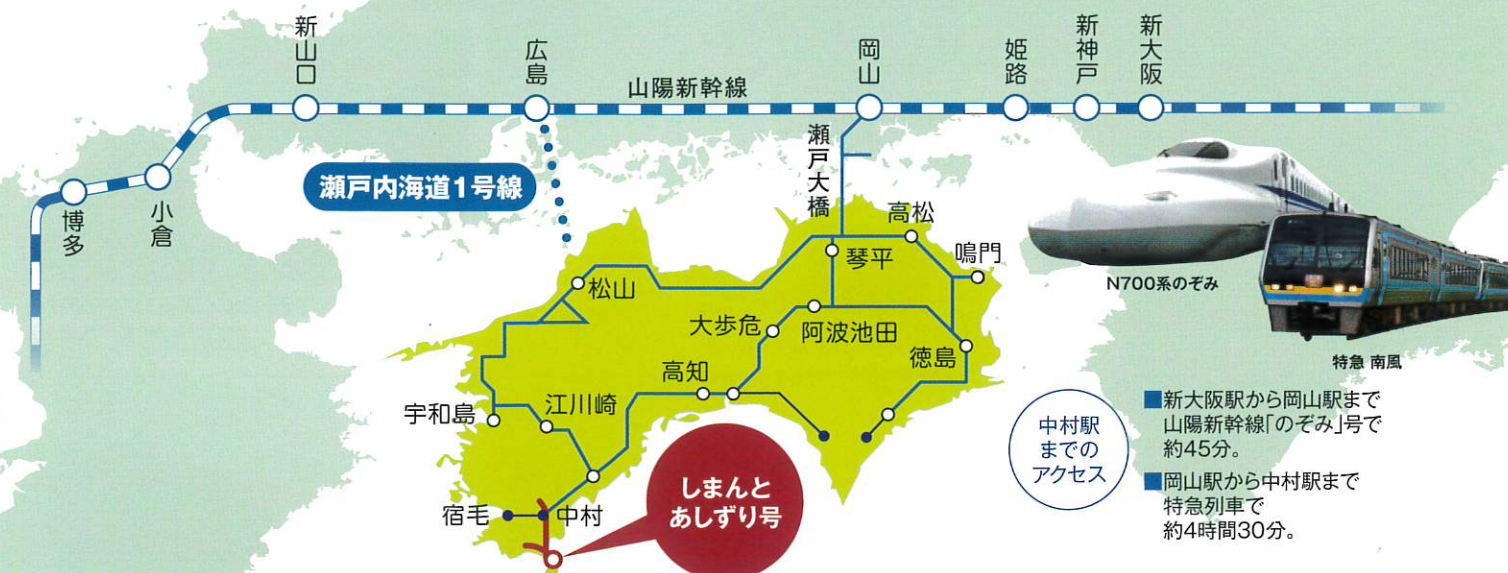 新山口
広島
岡山
姫路
新神戸
新大阪
山陽新幹線
博多
小倉
瀬戸内海道1号線
瀬戸大橋
高松
琴平
鳴門
松山
大歩危
阿波池田
徳島
高知
宇和島
江川崎
宿毛
中村
しまんと
あしずり号
N700系のぞみ
特急 南風
中村駅
までの
アクセス
■新大阪駅から岡山駅まで
山陽新幹線「のぞみ」号で
約45分。
■岡山駅から中村駅まで
特急列車で
約4時間30分。